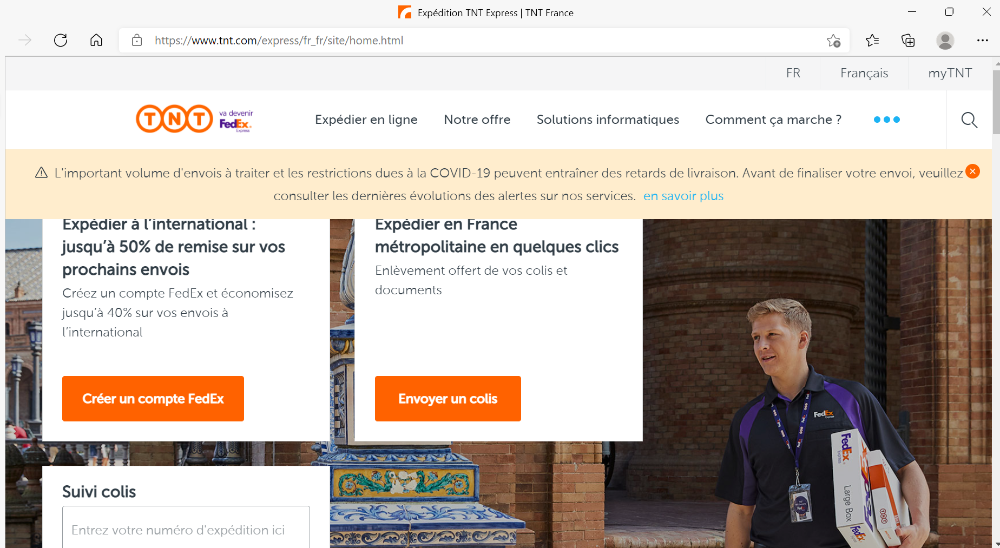 Expédition TNT Express | TNT France
https://www.tnt.com/express/fr_fr/site/home.html
FR Français myTNT
TNT va devenir FedEx Express
Expédier en ligne Notre offre Solutions informatiques Comment ça marche ?
L'important volume d'envois à traiter et les restrictions dues à la COVID-19 peuvent entraîner des retards de livraison. Avant de finaliser votre envoi, veuillez
consulter les dernières évolutions des alertes sur nos services. en savoir plus
Expédier à l’international :
jusqu’à 50% de remise sur vos
prochains envois
Créez un compte FedEx et économisez
jusqu’à 40% sur vos envois à
l’international
Créer un compte FedEx
Expédier en France
métropolitaine en quelques clics
Enlèvement offert de vos colis et
documents
Envoyer un colis
Suivi colis
Entrez votre numéro d'expédition ici
FedEx
Express
FedEx
Express
Large Box
FedEx
TNT